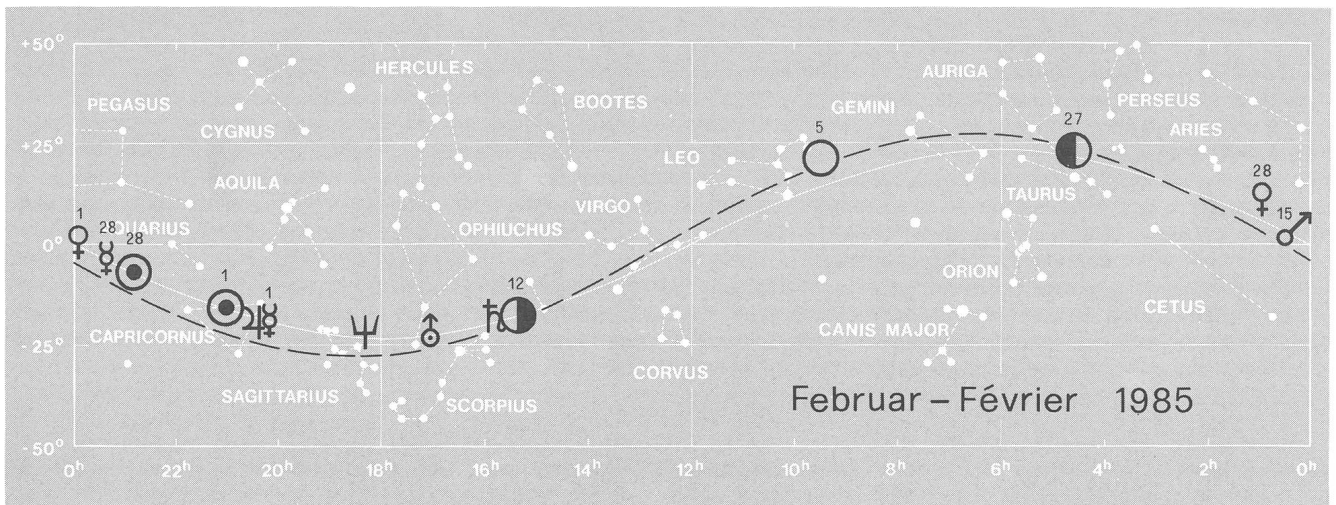 +50°
HERCULES
AURIGA
PEGASUS
BOOTES
GEMINI
PERSEUS
CYGNUS
5
27
ARIES
+25°
LEO
AQUILA
28
TAURUS
VIRGO
1
28
QUARIUS
28
OPHIUCHUS
15
0°
1
1
12
ORION
CETUS
CAPRICORNUS
CANIS MAJOR
-25°
CORVUS
SAGITTARIUS
SCORPIUS
Februar – Février 1985
-50°
0h 22h 20h 18h 16h 14h 12h 10h 8h 6h 4h 2h 0h